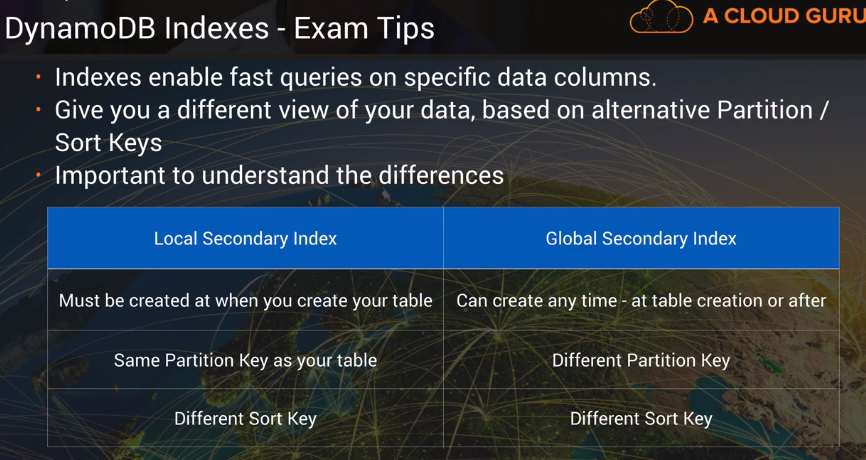 DynamoDB Indexes - Exam Tips
A CLOUD GURU
Indexes enable fast queries on specific data columns.
Give you a different view of your data, based on alternative Partition /
Sort Keys
Important to understand the differences
Local Secondary Index
Global Secondary Index
Must be created at when you create your table
Can create any time - at table creation or after
Same Partition Key as your table
Different Partition Key
Different Sort Key
Different Sort Key